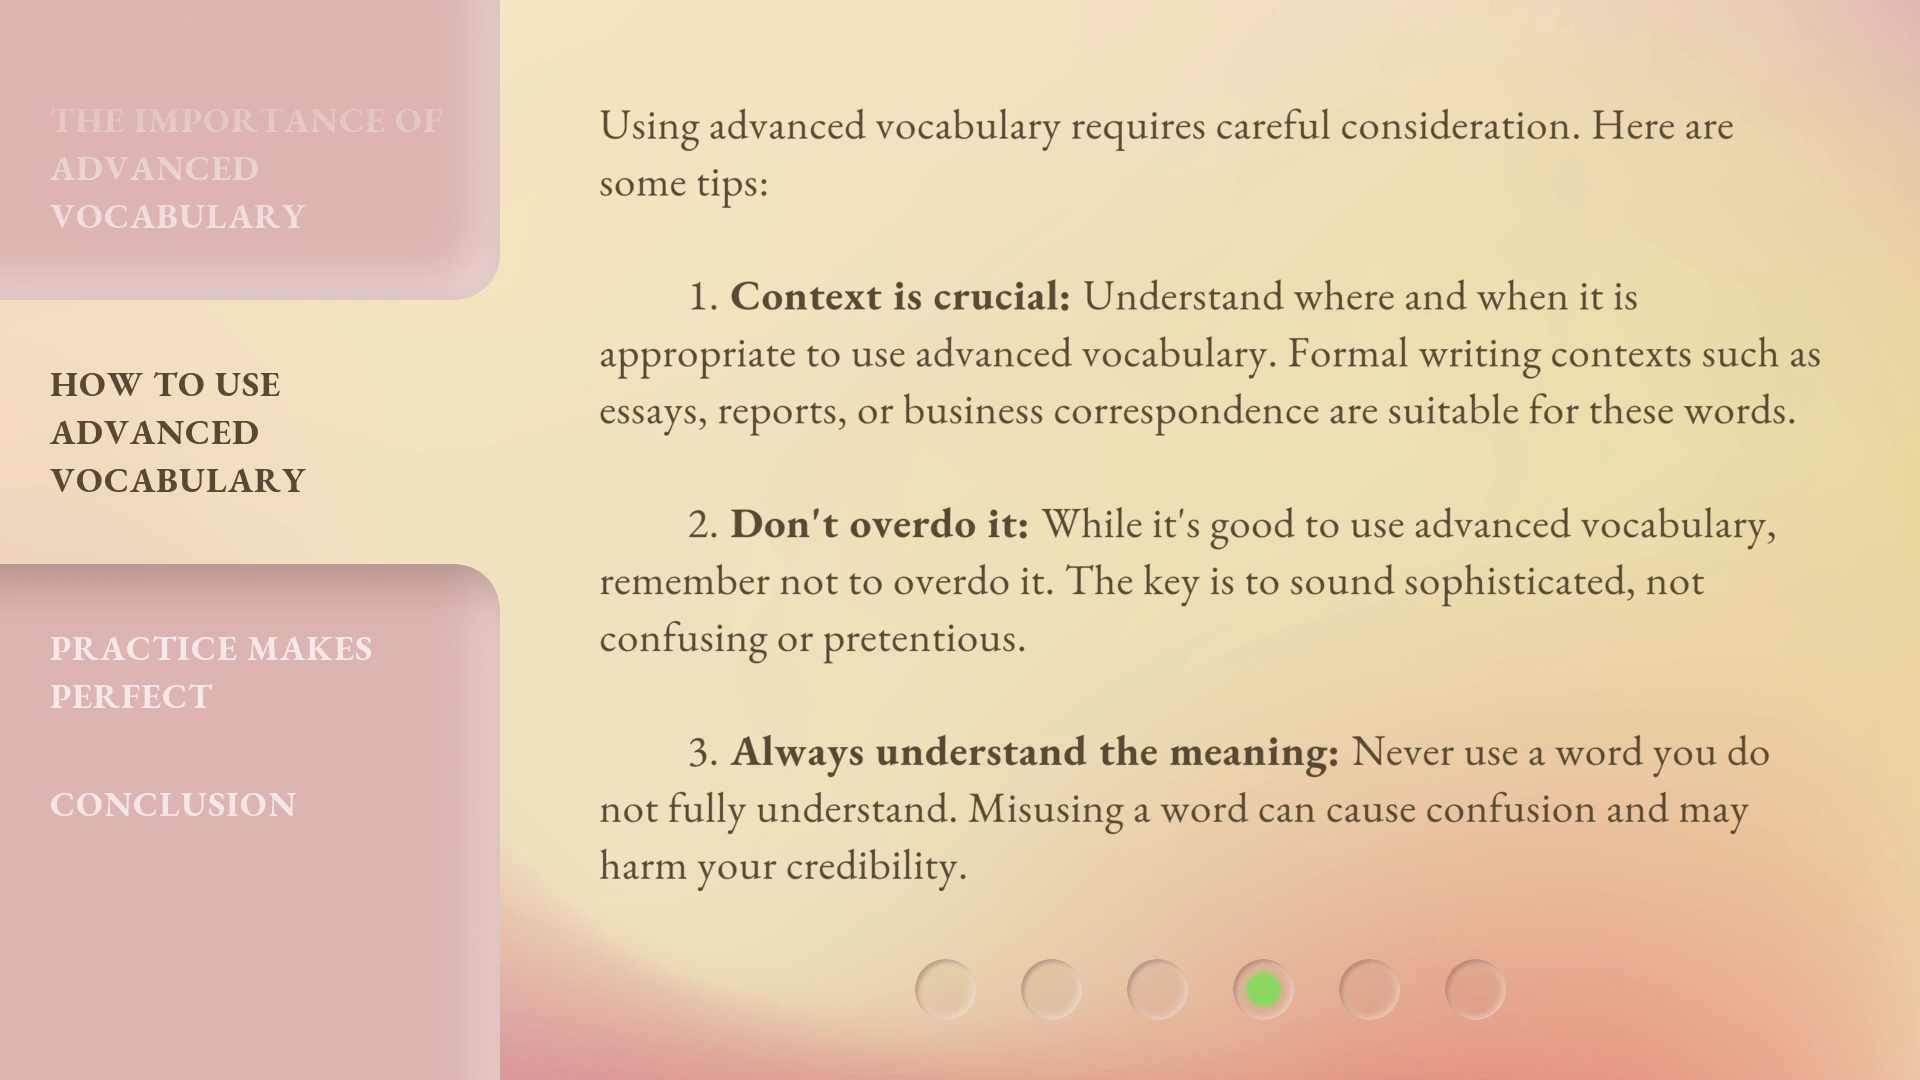 THE IMPORTANCE OF
ADVANCED
VOCABULARY
HOW TO USE
ADVANCED
VOCABULARY
PRACTICE MAKES
PERFECT
CONCLUSION
Using advanced vocabulary requires careful consideration. Here are
some tips:
1. Context is crucial: Understand where and when it is
appropriate to use advanced vocabulary. Formal writing contexts such as
essays, reports, or business correspondence are suitable for these words.
2. Don't overdo it: While it's good to use advanced vocabulary,
remember not to overdo it. The key is to sound sophisticated, not
confusing or pretentious.
3. Always understand the meaning: Never use a word you do
not fully understand. Misusing a word can cause confusion and may
harm your credibility.